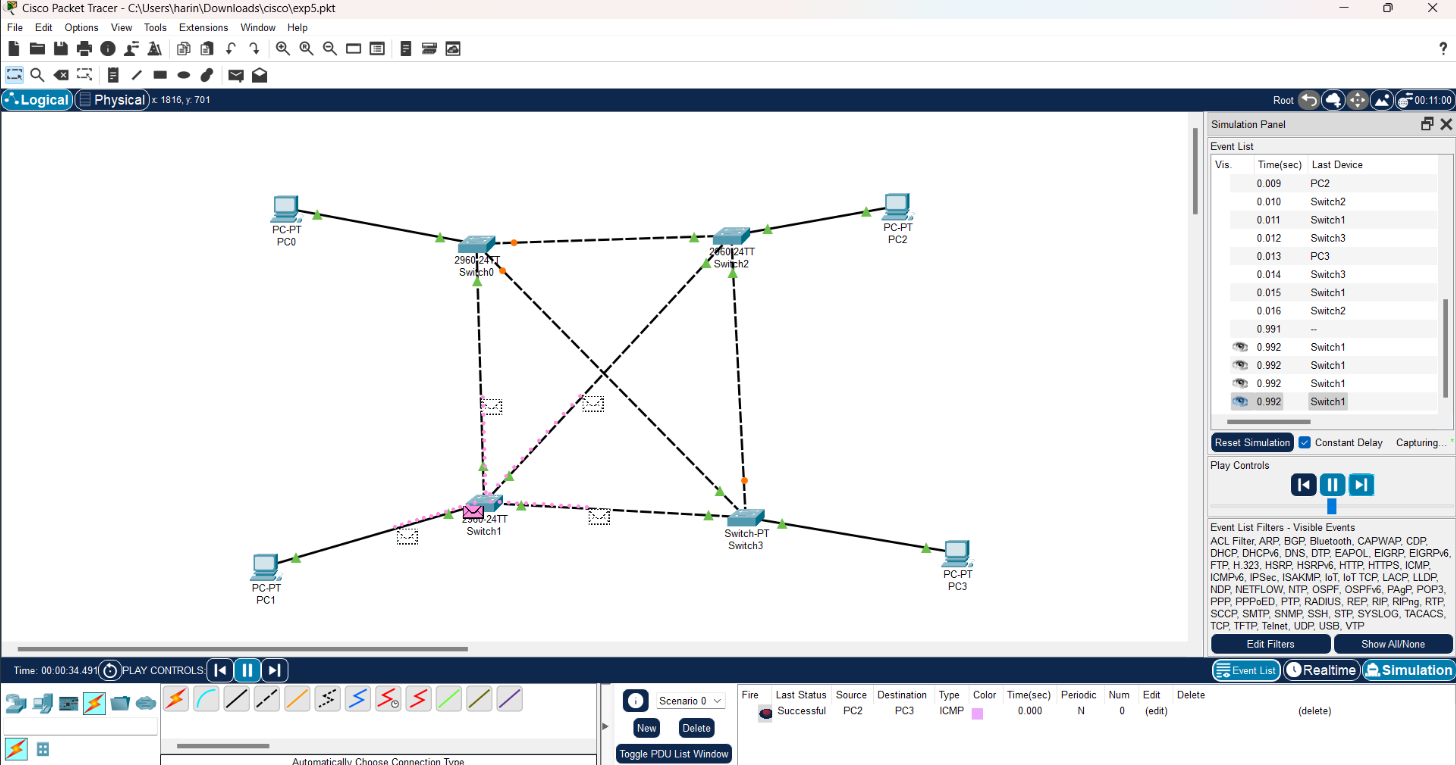 Cisco Packet Tracer - C:\Users\harin\Downloads\cisco\exp5.pkt
File Edit Options View Tools Extensions Window Help
?
Logical Physical x: 1816, y: 701 Root 00:11:00
Simulation Panel
Event List
Vis. Time(sec) Last Device
0.009 PC2
0.010 Switch2
0.011 Switch1
0.012 Switch3
0.013 PC3
0.014 Switch3
0.015 Switch1
0.016 Switch2
0.991 --
0.992 Switch1
0.992 Switch1
0.992 Switch1
0.992 Switch1
Reset Simulation Constant Delay Capturing...
Play Controls
Event List Filters - Visible Events
ACL Filter, ARP, BGP, Bluetooth, CAPWAP, CDP,
DHCP, DHCPv6, DNS, DTP, EAPOL, EIGRP, EIGRPv6,
FTP, H.323, HSRP, HSRPv6, HTTP, HTTPS, ICMP,
ICMPv6, IPSec, ISAKMP, IoT, IoT TCP, LACP, LLDP,
NDP, NETFLOW, NTP, OSPF, OSPFv6, PAgP, POP3,
PPP, PPPoED, PTP, RADIUS, REP, RIP, RIPng, RTP,
SCCP, SMTP, SNMP, SSH, STP, SYSLOG, TACACS,
TCP, TFTP, Telnet, UDP, USB, VTP
Edit Filters Show All/None
PC-PT
PC0
2960-24TT
Switch0
2960-24TT
Switch2
PC-PT
PC2
2960-24TT
Switch1
Switch-PT
Switch3
PC-PT
PC1
PC-PT
PC3
Time: 00:00:34.491 PLAY CONTROLS: Event List Realtime Simulation
Automatically Choose Connection Type
Scenario 0
New Delete
Toggle PDU List Window
Fire Last Status Source Destination Type Color Time(sec) Periodic Num Edit Delete
Successful PC2 PC3 ICMP 0.000 N 0 (edit) (delete)